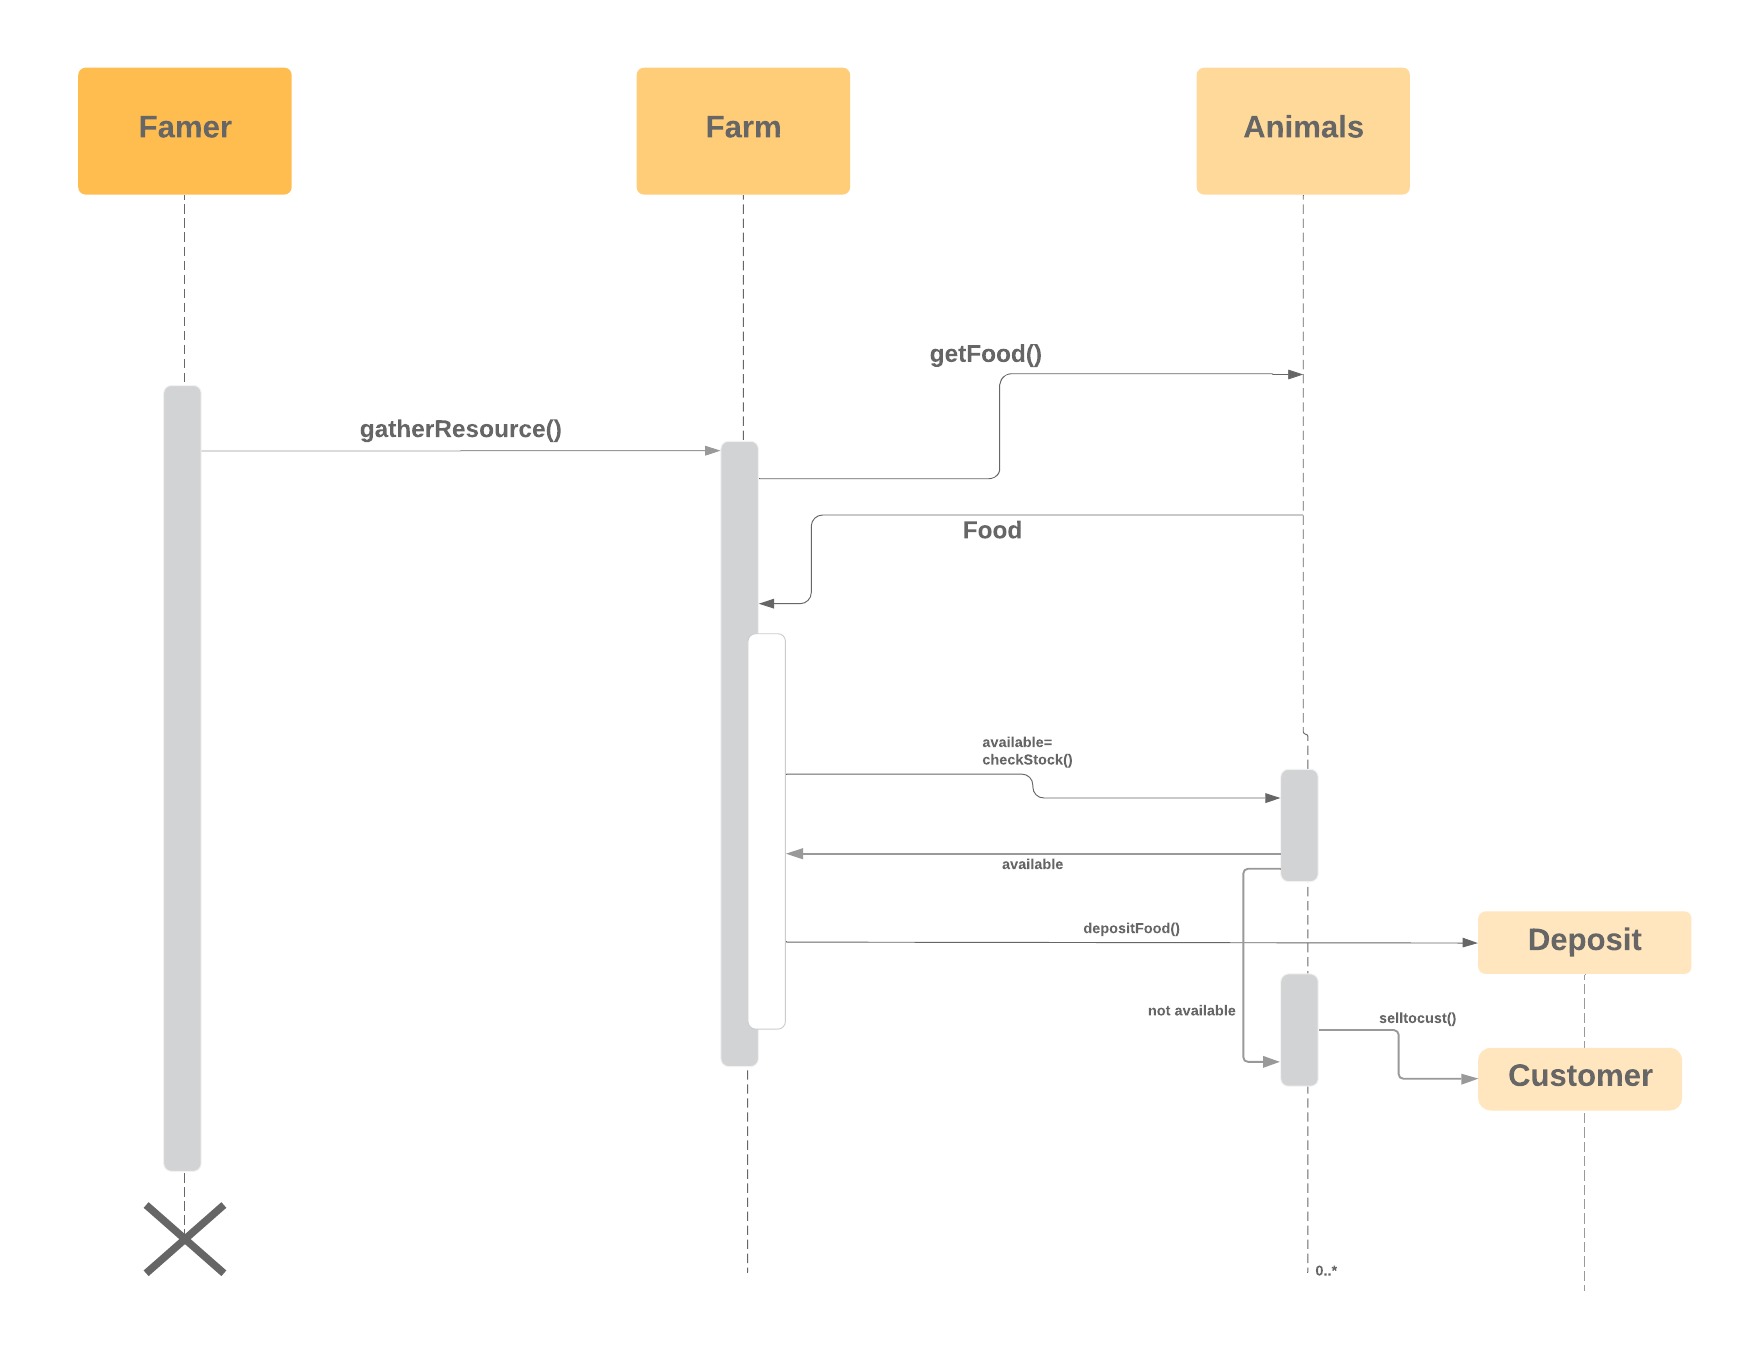 Famer
Farm
Animals
getFood()
gatherResource()
Food
available=
checkStock()
available
depositFood()
Deposit
not available
selltocust()
Customer
0..*